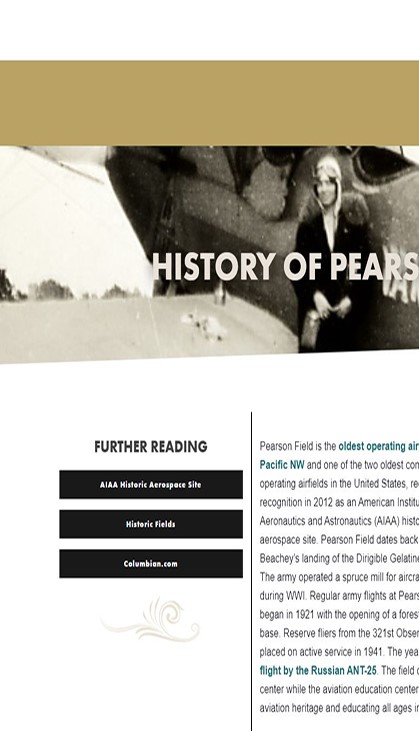 HISTORY OF PEARS
FURTHER READING
AIAA Historic Aerospace Site
Historic Fields
Columbian.com
Pearson Field is the oldest operating air
Pacific NW and one of the two oldest con
operating airfields in the United States, re
recognition in 2012 as an American Institu
Aeronautics and Astronautics (AIAA) histo
aerospace site. Pearson Field dates back
Beachey's landing of the Dirigible Gelatine
The army operated a spruce mill for aircra
during WWI. Regular army flights at Pears
began in 1921 with the opening of a fores
base. Reserve fliers from the 321st Obser
placed on active service in 1941. The yea
flight by the Russian ANT-25. The field c
center while the aviation education center
aviation heritage and educating all ages in